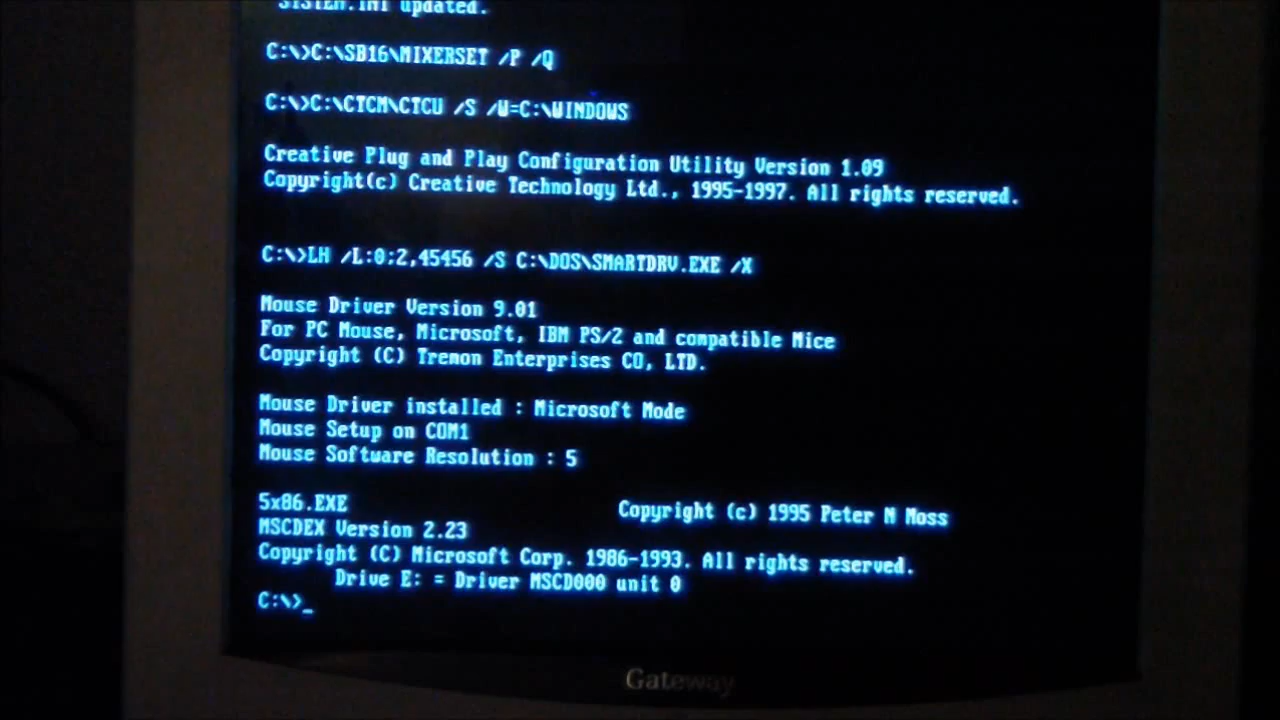 SYSTEM.INI updated.
C:\>C:\SB16\MIXERSET /P /Q
C:\>C:\CTCM\CTCU /S /W=C:\WINDOWS
Creative Plug and Play Configuration Utility Version 1.09
Copyright(c) Creative Technology Ltd., 1995-1997. All rights reserved.
C:\>LH /L:0;2,45456 /S C:\DOS\SMARTDRV.EXE /X
Mouse Driver Version 9.01
For PC Mouse, Microsoft, IBM PS/2 and compatible Mice
Copyright (C) Tremon Enterprises CO, LTD.
Mouse Driver installed : Microsoft Mode
Mouse Setup on COM1
Mouse Software Resolution : 5
5x86.EXE Copyright (c) 1995 Peter N Moss
MSCDEX Version 2.23
Copyright (C) Microsoft Corp. 1986-1993. All rights reserved.
Drive E: = Driver MSCD000 unit 0
C:\>_
Gateway